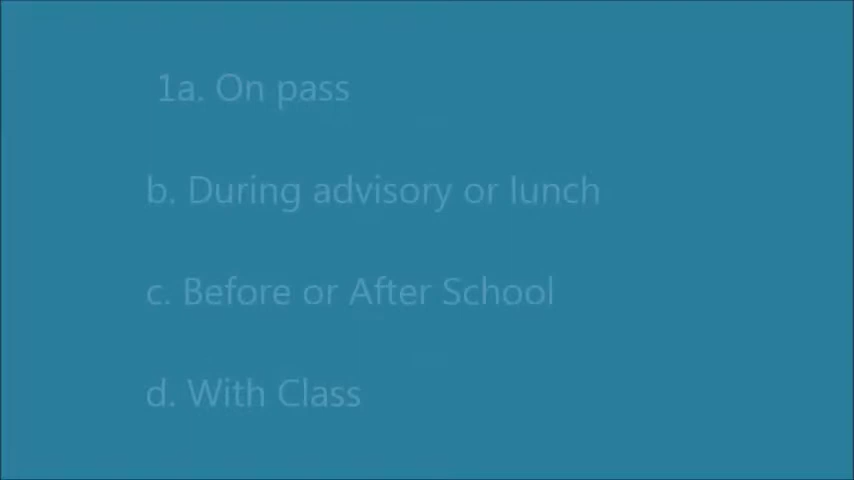 1a. On pass
b. During advisory or lunch
c. Before or After School
d. With Class